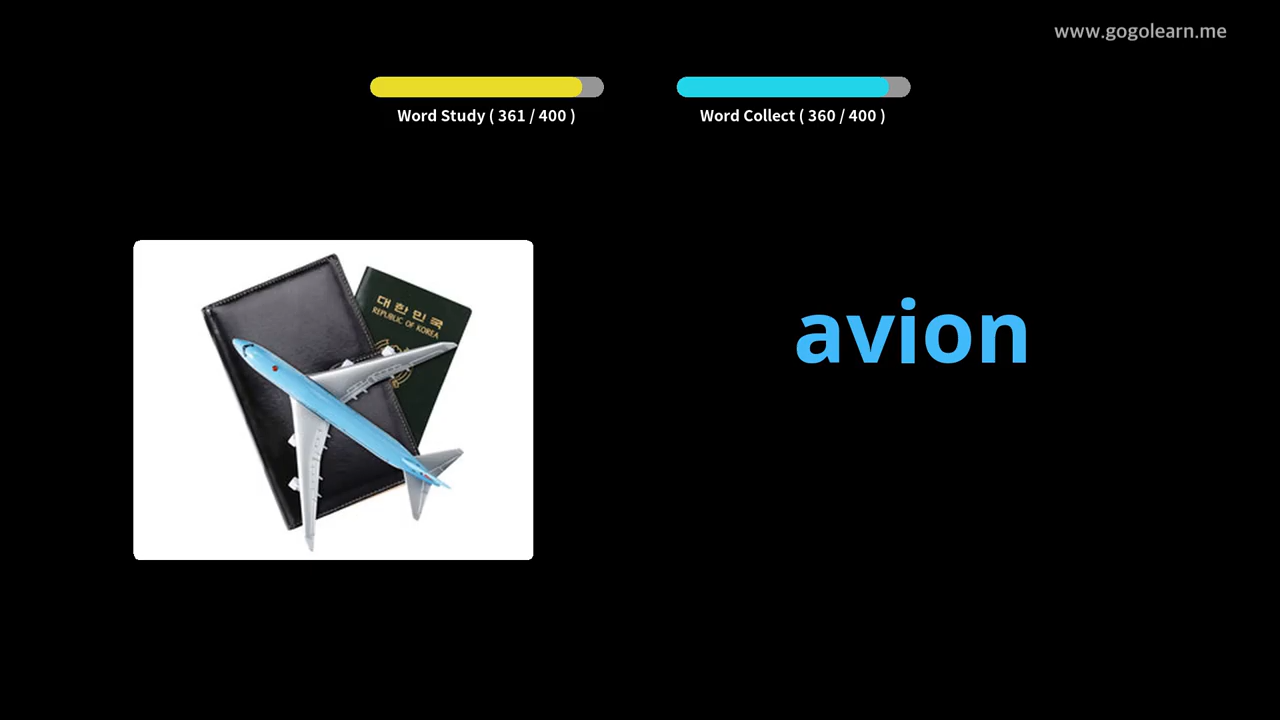 www.gogolearn.me
Word Study ( 361 / 400 )
Word Collect ( 360 / 400 )
대한민국
REPUBLIC OF KOREA
avion